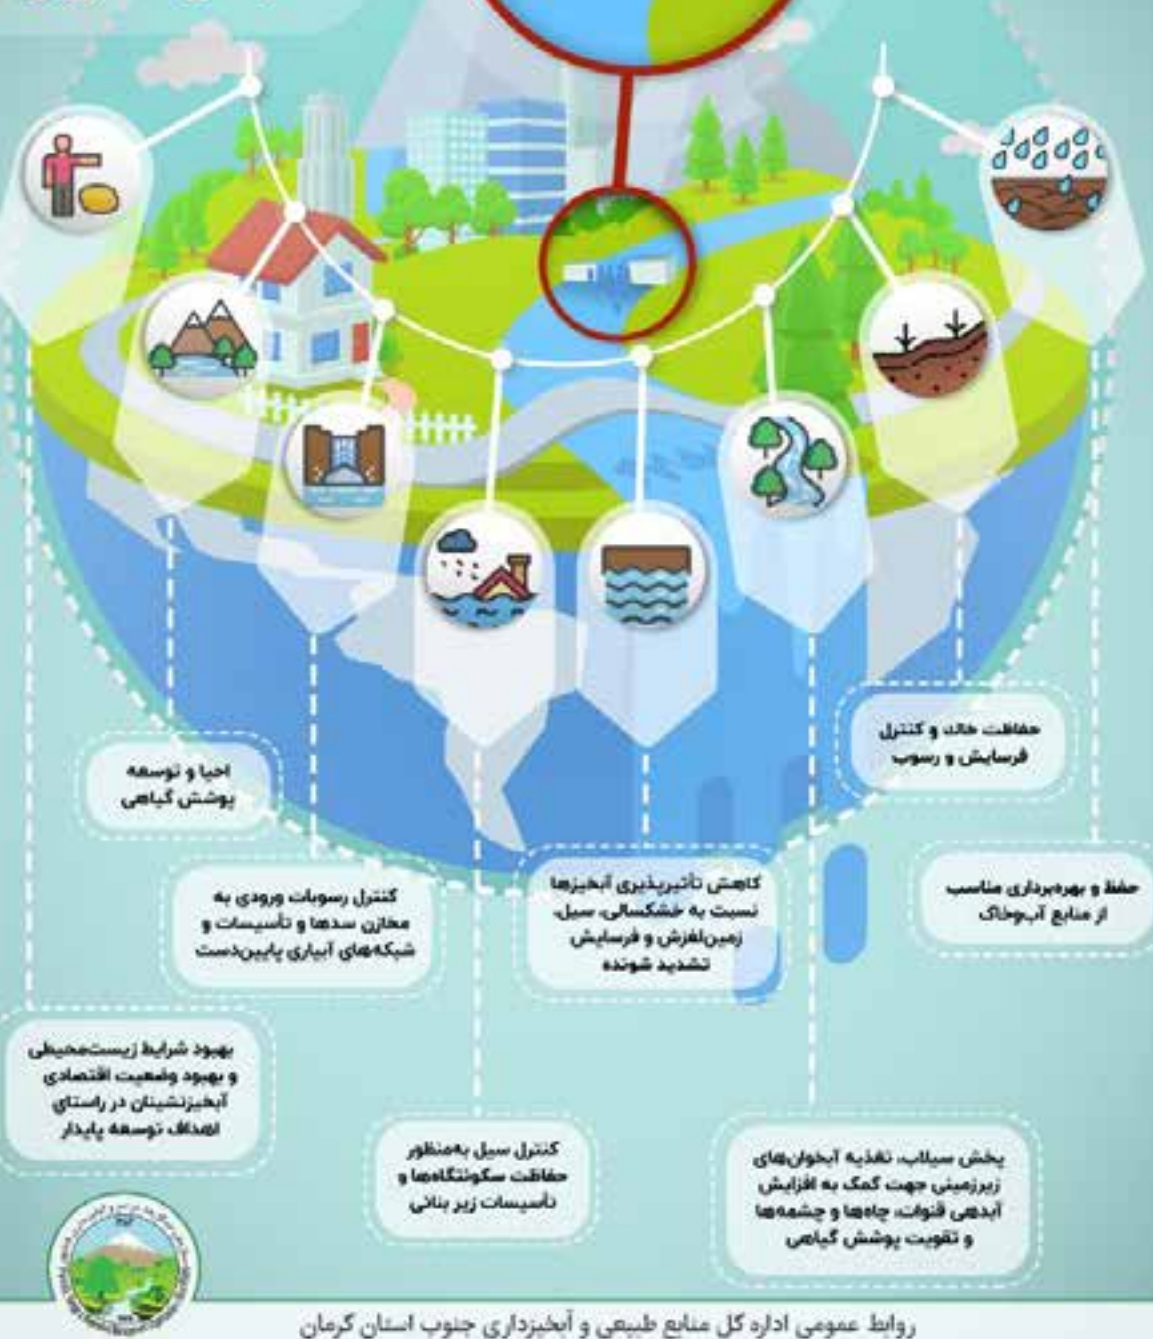 حفاظت خاك و كنترل
فرسايش و رسوب
احیا و توسعه
پوشش گیاهی
حفظ و بهره‌برداری مناسب
از منابع آب‌وخاک
کاهش تأثیرپذیری آبخیزها
نسبت به خشکسالی، سیل،
زمین‌لغزش و فرسایش
تشدید شونده
کنترل رسوبات ورودی به
مخازن سدها و تأسیسات و
شبکه‌های آبیاری پایین‌دست
بهبود شرایط زیست‌محیطی
و بهبود وضعیت اقتصادی
آبخیزنشینان در راستای
اهداف توسعه پایدار
کنترل سیل به‌منظور
حفاظت سکونتگاه‌ها و
تأسیسات زیر بنائی
پخش سیلاب، تغذیه آبخوان‌های
زیرزمینی جهت کمک به افزایش
آبدهی قنوات، چاه‌ها و چشمه‌ها
و تقویت پوشش گیاهی
روابط عمومی اداره کل منابع طبیعی و آبخیزداری جنوب استان کرمان